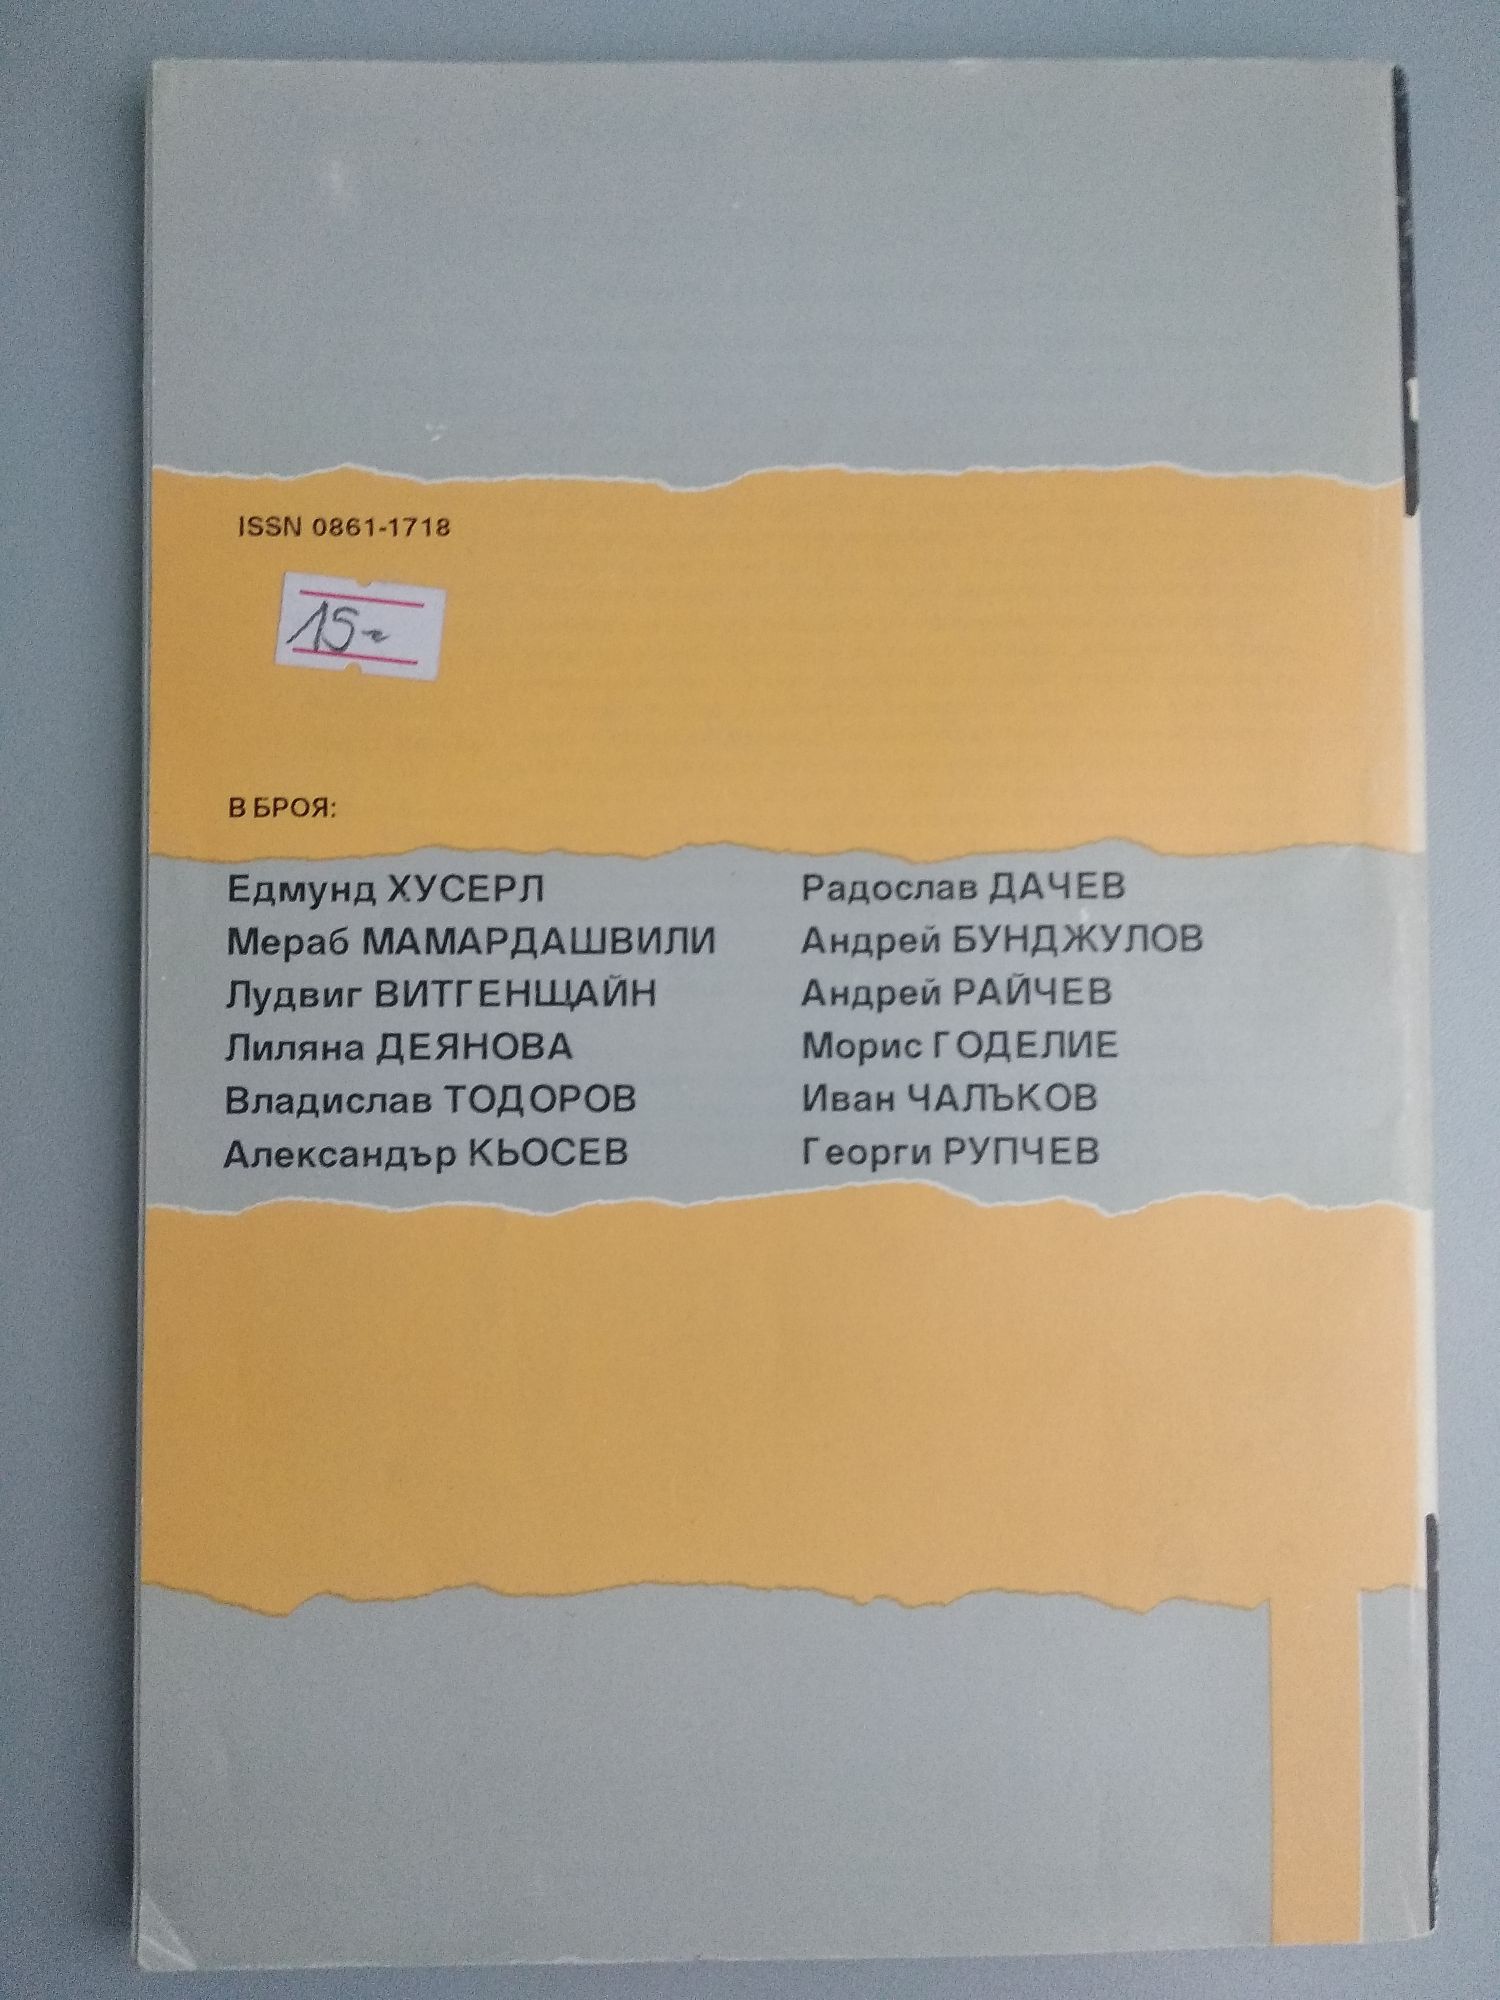 ISSN 0861-1718
15-
В БРОЯ:
Едмунд ХУСЕРЛ
Мераб МАМАРДАШВИЛИ
Лудвиг ВИТГЕНЩАЙН
Лиляна ДЕЯНОВА
Владислав ТОДОРОВ
Александър КЬОСЕВ
Радослав ДАЧЕВ
Андрей БУНДЖУЛОВ
Андрей РАЙЧЕВ
Морис ГОДЕЛИЕ
Иван ЧАЛЪКОВ
Георги РУПЧЕВ